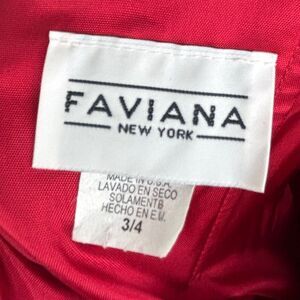 FAVIANA
NEW YORK
MADE IN U.S.A.
LAVADO EN SECO
SOLAMENTE
HECHO EN E.U.
3/4